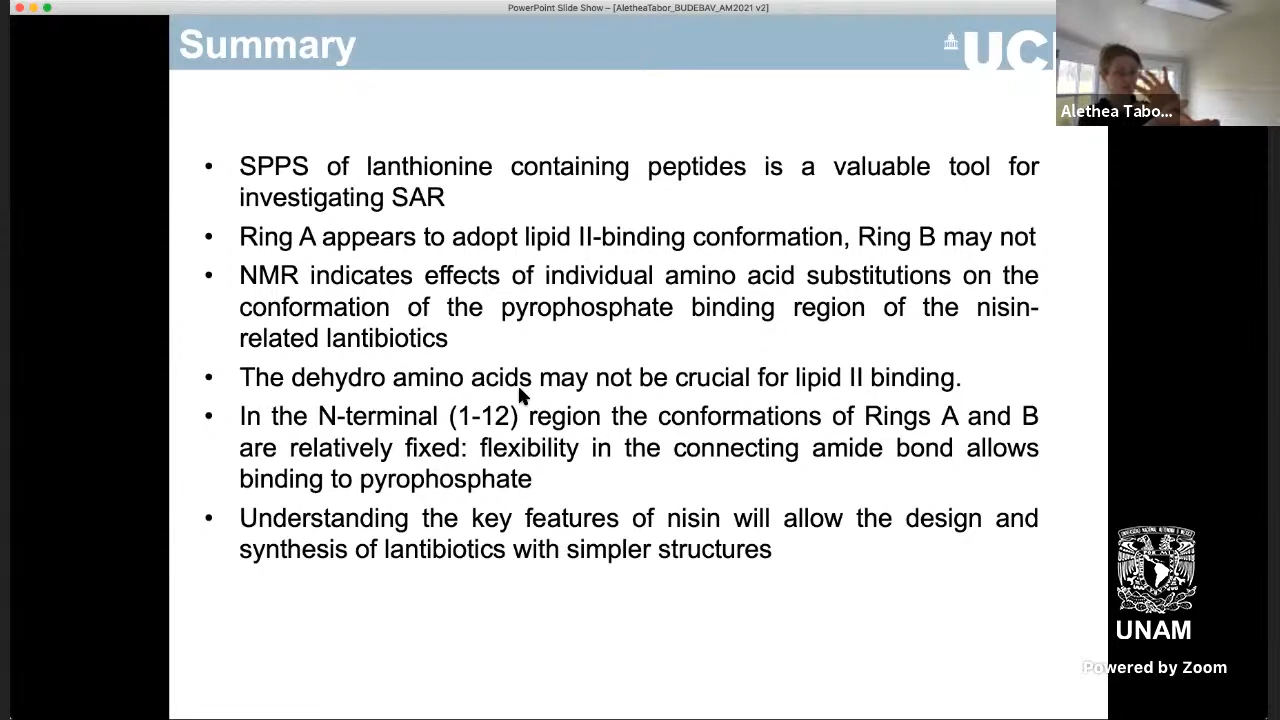 PowerPoint Slide Show – [AletheaTabor_BUDEBAV_AM2021 v2]
Summary
UCL
Alethea Tabo...
• SPPS of lanthionine containing peptides is a valuable tool for
investigating SAR
• Ring A appears to adopt lipid II-binding conformation, Ring B may not
• NMR indicates effects of individual amino acid substitutions on the
conformation of the pyrophosphate binding region of the nisin-
related lantibiotics
• The dehydro amino acids may not be crucial for lipid II binding.
• In the N-terminal (1-12) region the conformations of Rings A and B
are relatively fixed: flexibility in the connecting amide bond allows
binding to pyrophosphate
• Understanding the key features of nisin will allow the design and
synthesis of lantibiotics with simpler structures
UNAM
Powered by Zoom